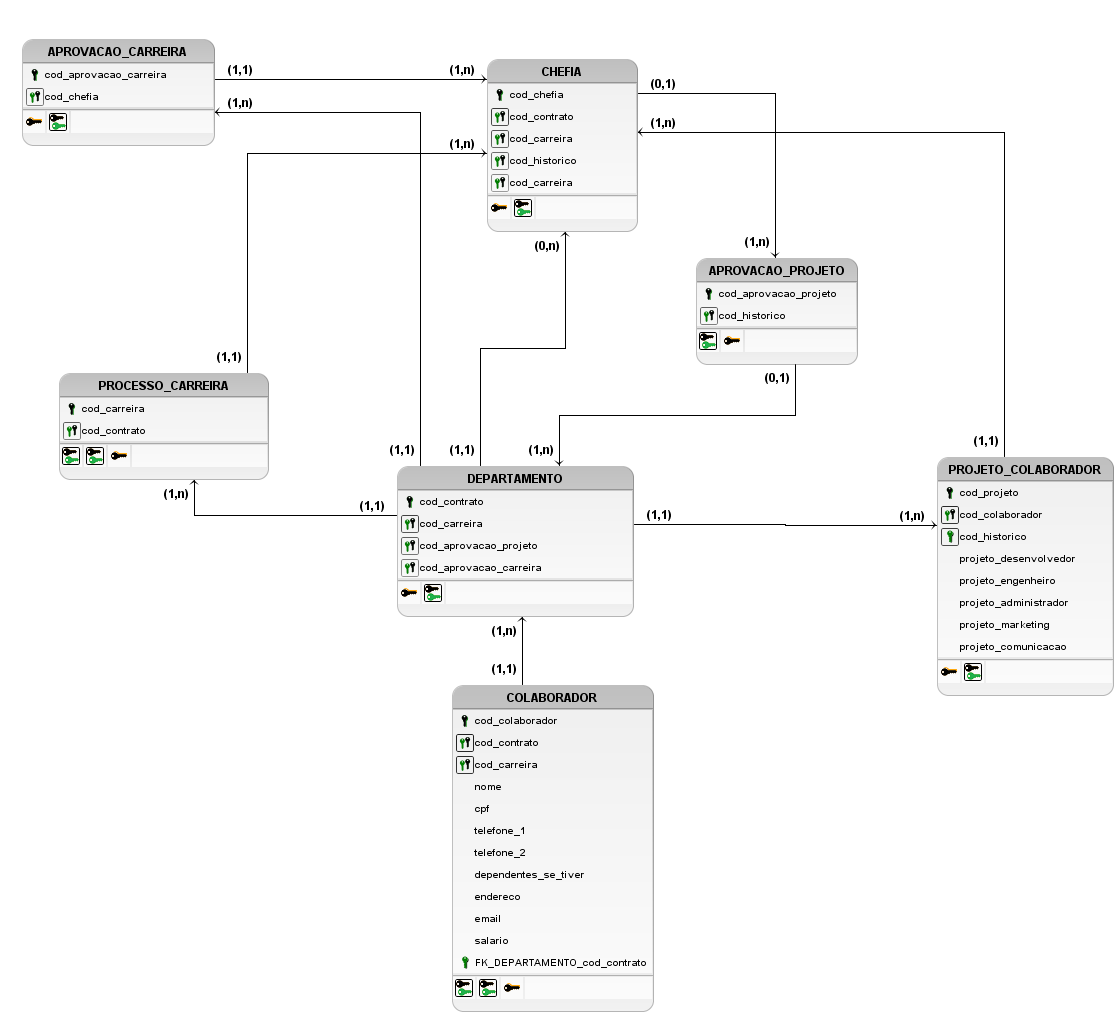 APROVACAO_CARREIRA
cod_aprovacao_carreira
cod_chefia
(1,1)
(1,n)
(1,n)
CHEFIA
cod_chefia
cod_contrato
cod_carreira
cod_historico
cod_carreira
(0,1)
(1,n)
(1,n)
(0,n)
(1,n)
APROVACAO_PROJETO
cod_aprovacao_projeto
cod_historico
(0,1)
(1,1)
PROCESSO_CARREIRA
cod_carreira
cod_contrato
(1,n)
(1,1)
(1,1)
(1,1)
(1,n)
DEPARTAMENTO
cod_contrato
cod_carreira
cod_aprovacao_projeto
cod_aprovacao_carreira
(1,1)
(1,n)
(1,1)
PROJETO_COLABORADOR
cod_projeto
cod_colaborador
cod_historico
projeto_desenvolvedor
projeto_engenheiro
projeto_administrador
projeto_marketing
projeto_comunicacao
(1,n)
(1,1)
COLABORADOR
cod_colaborador
cod_contrato
cod_carreira
nome
cpf
telefone_1
telefone_2
dependentes_se_tiver
endereco
email
salario
FK_DEPARTAMENTO_cod_contrato